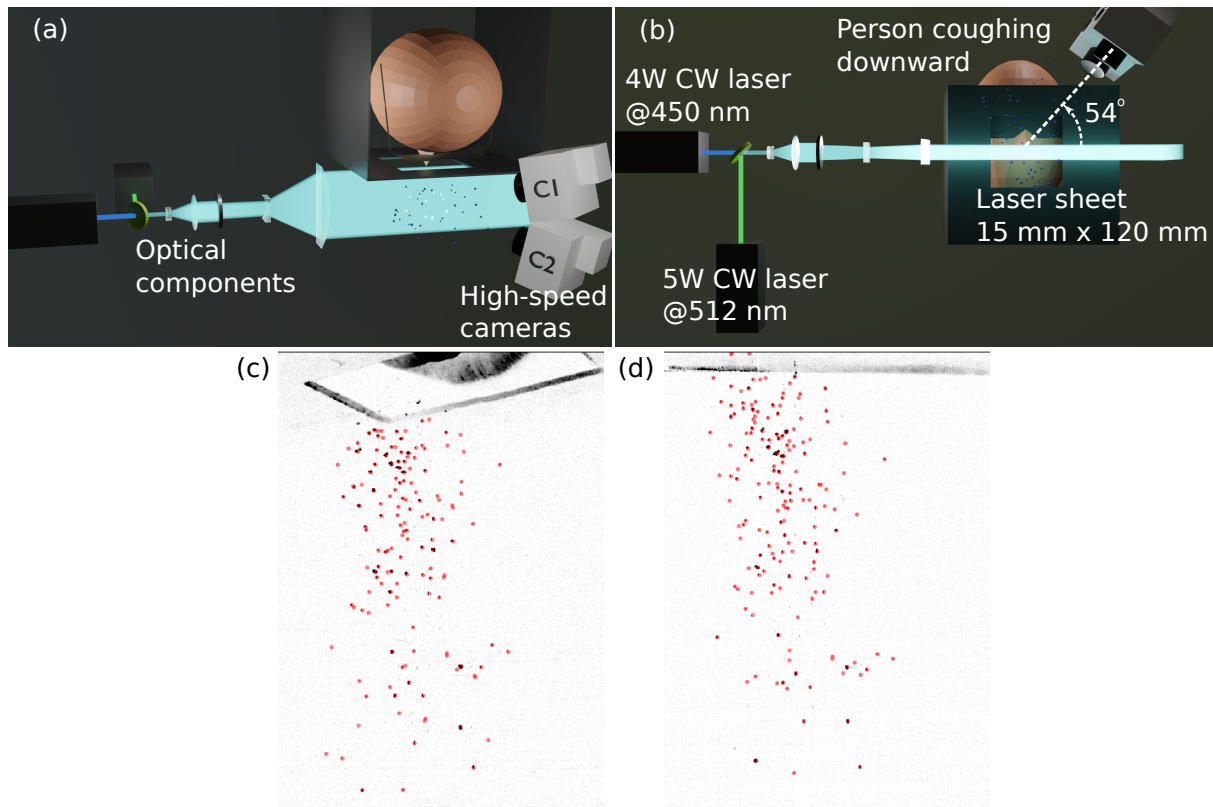 (a)
C1
C2
Optical
components
High-speed
cameras
(b)
Person coughing
downward
4W CW laser
@450 nm
54°
Laser sheet
15 mm x 120 mm
5W CW laser
@512 nm
(c)
(d)